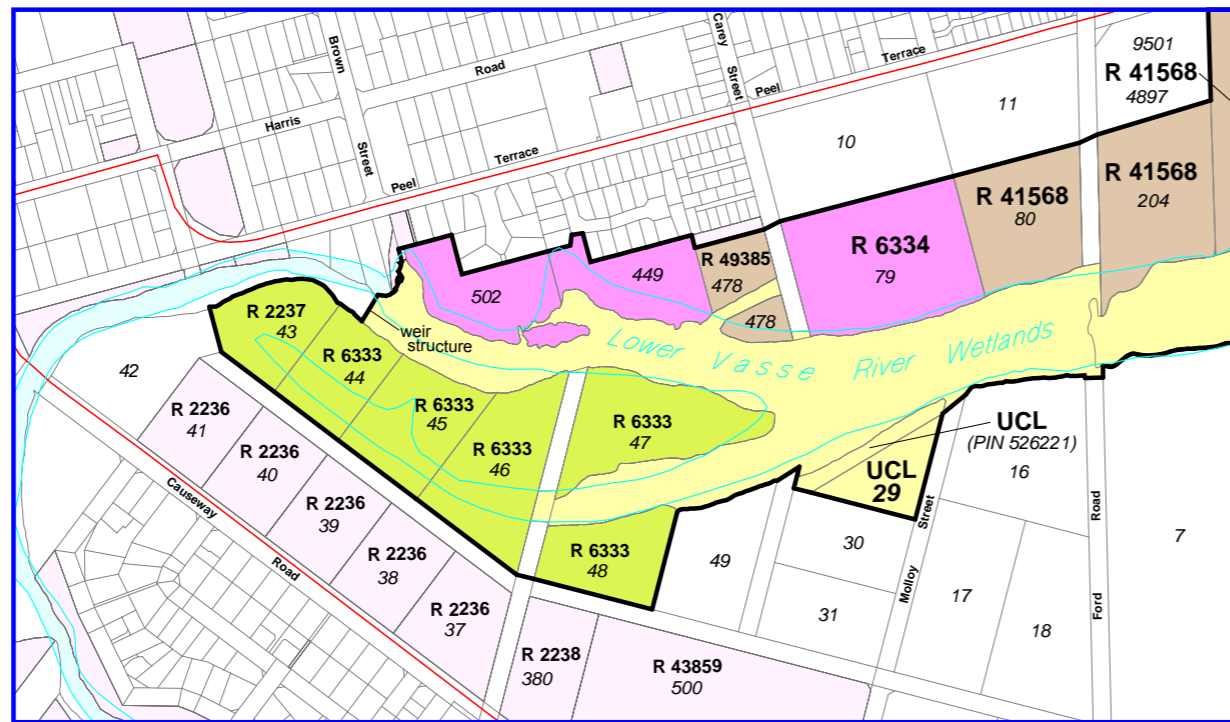 Brown
Street
Road
Harris
Peel
Terrace
Carey
Street
Peel
Terrace
9501
R 41568
4897
11
10
R 41568
80
R 41568
204
R 6334
79
R 49385
478
478
449
502
weir
structure
Lower Vasse River Wetlands
R 2237
43
R 6333
44
R 6333
45
R 6333
46
R 6333
47
R 6333
48
42
R 2236
41
R 2236
40
R 2236
39
R 2236
38
R 2236
37
Causeway
Road
R 2238
380
R 43859
500
UCL
(PIN 526221)
16
UCL
29
49
30
31
Molloy
Street
17
18
Ford
Road
7